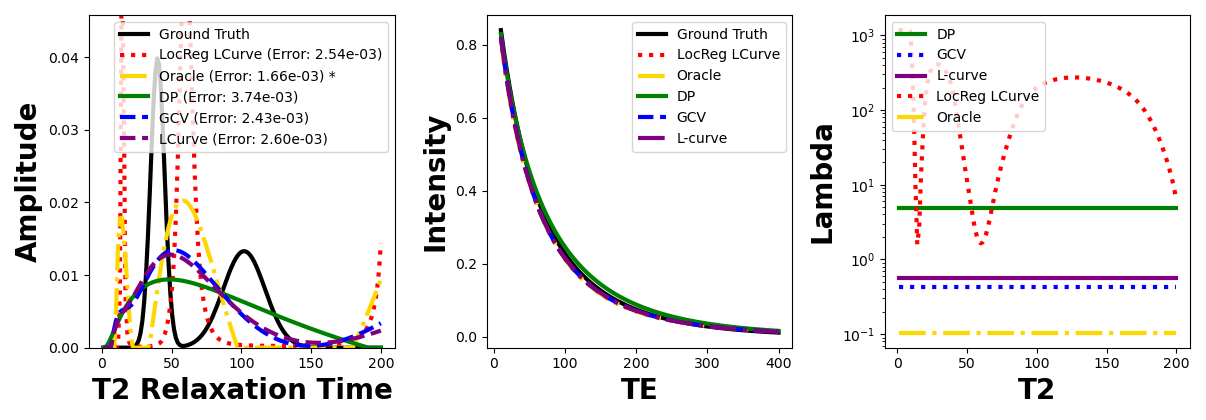 Amplitude
0.04
0.03
0.02
0.01
0.00
Ground Truth
LocReg LCurve (Error: 2.54e-03)
Oracle (Error: 1.66e-03) *
DP (Error: 3.74e-03)
GCV (Error: 2.43e-03)
LCurve (Error: 2.60e-03)
0 50 100 150 200
T2 Relaxation Time
Intensity
0.8
0.6
0.4
0.2
0.0
Ground Truth
LocReg LCurve
Oracle
DP
GCV
L-curve
0 100 200 300 400
TE
Lambda
10³
10²
10¹
10⁰
10⁻¹
DP
GCV
L-curve
LocReg LCurve
Oracle
0 50 100 150 200
T2